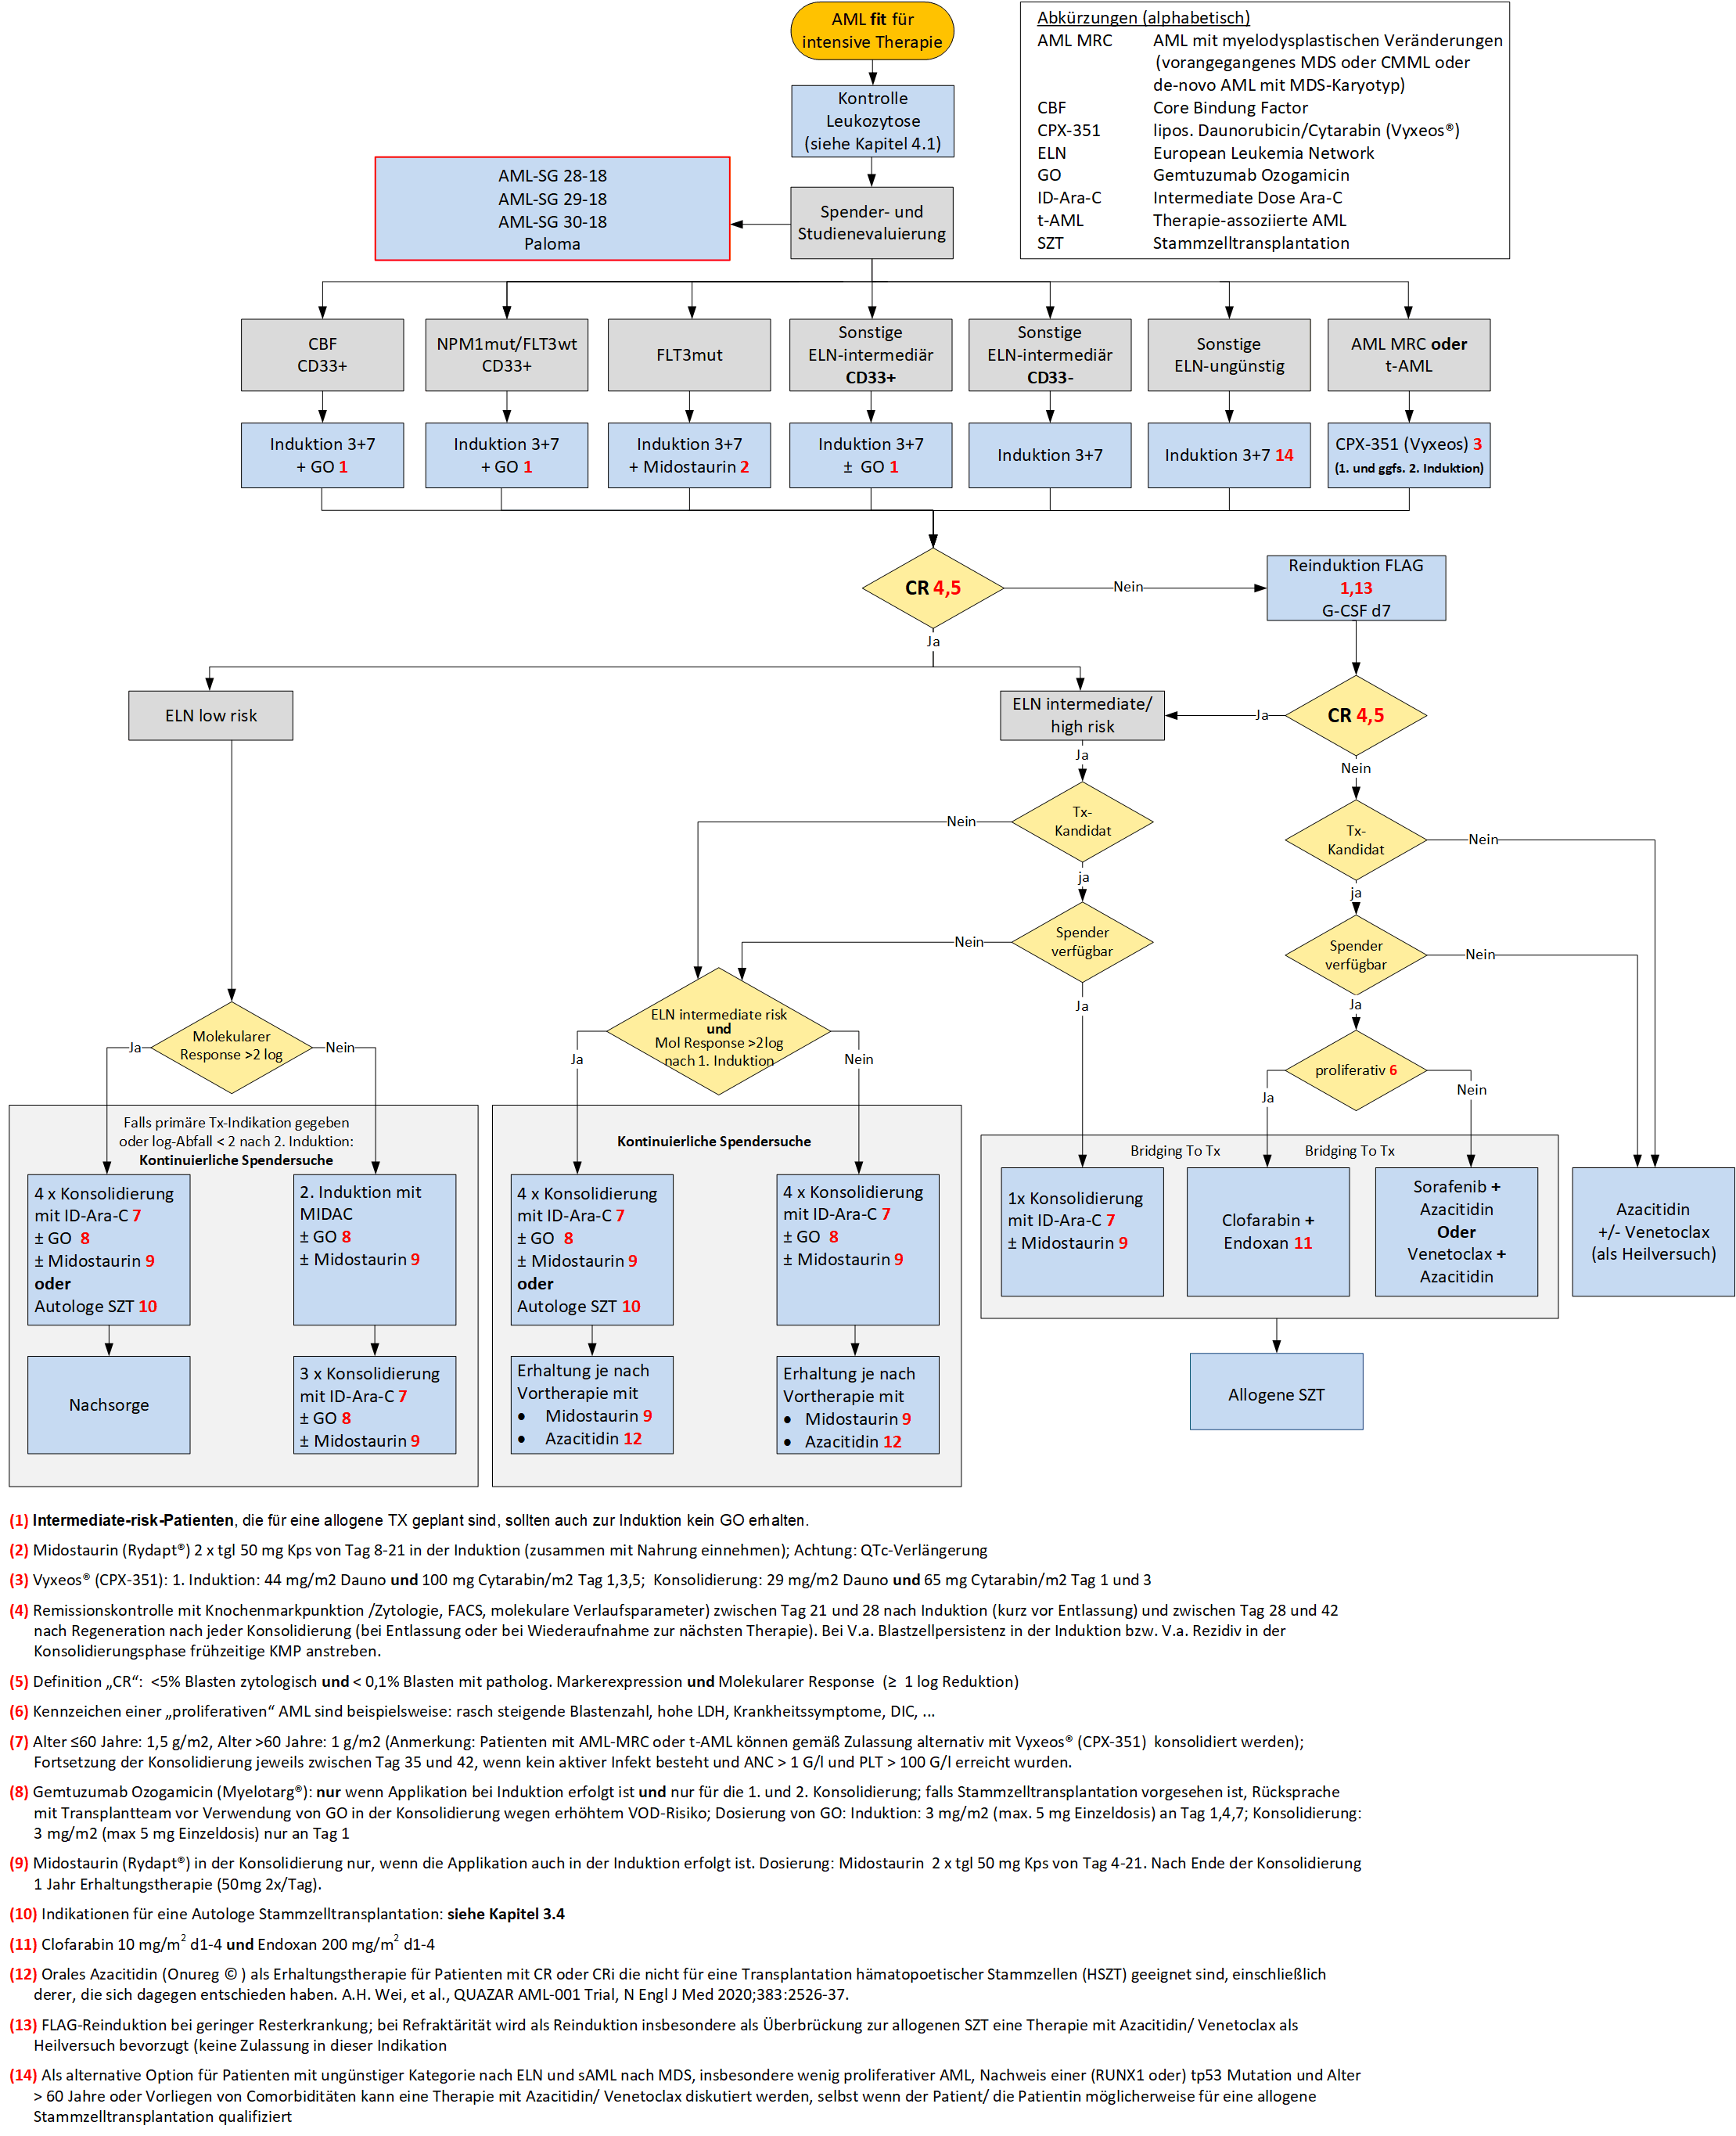 AML fit für
intensive Therapie
Abkürzungen (alphabetisch)
AML MRC AML mit myelodysplastischen Veränderungen
(vorangegangenes MDS oder CMML oder
de-novo AML mit MDS-Karyotyp)
CBF Core Bindung Factor
CPX-351 lipos. Daunorubicin/Cytarabin (Vyxeos®)
ELN European Leukemia Network
GO Gemtuzumab Ozogamicin
ID-Ara-C Intermediate Dose Ara-C
t-AML Therapie-assoziierte AML
SZT Stammzelltransplantation
Kontrolle
Leukozytose
(siehe Kapitel 4.1)
AML-SG 28-18
AML-SG 29-18
AML-SG 30-18
Paloma
Spender- und
Studienevaluierung
CBF
CD33+
NPM1mut/FLT3wt
CD33+
FLT3mut
Sonstige
ELN-intermediär
CD33+
Sonstige
ELN-intermediär
CD33-
Sonstige
ELN-ungünstig
AML MRC oder
t-AML
Induktion 3+7
+ GO 1
Induktion 3+7
+ GO 1
Induktion 3+7
+ Midostaurin 2
Induktion 3+7
± GO 1
Induktion 3+7
Induktion 3+7 14
CPX-351 (Vyxeos) 3
(1. und ggfs. 2. Induktion)
CR 4,5
Nein
Reinduktion FLAG
1,13
G-CSF d7
Ja
ELN low risk
ELN intermediate/
high risk
Ja
CR 4,5
Ja
Nein
Tx-
Kandidat
Nein
ja
Tx-
Kandidat
Nein
ja
Spender
verfügbar
Nein
Ja
Spender
verfügbar
Nein
Ja
Molekularer
Response >2 log
Ja
Nein
ELN intermediate risk
und
Mol Response >2log
nach 1. Induktion
Ja
Nein
proliferativ 6
Ja
Nein
Falls primäre Tx-Indikation gegeben
oder log-Abfall < 2 nach 2. Induktion:
Kontinuierliche Spendersuche
4 x Konsolidierung
mit ID-Ara-C 7
± GO 8
± Midostaurin 9
oder
Autologe SZT 10
2. Induktion mit
MIDAC
± GO 8
± Midostaurin 9
Nachsorge
3 x Konsolidierung
mit ID-Ara-C 7
± GO 8
± Midostaurin 9
Kontinuierliche Spendersuche
4 x Konsolidierung
mit ID-Ara-C 7
± GO 8
± Midostaurin 9
oder
Autologe SZT 10
4 x Konsolidierung
mit ID-Ara-C 7
± GO 8
± Midostaurin 9
Erhaltung je nach
Vortherapie mit
● Midostaurin 9
● Azacitidin 12
Erhaltung je nach
Vortherapie mit
● Midostaurin 9
● Azacitidin 12
Bridging To Tx
Bridging To Tx
1x Konsolidierung
mit ID-Ara-C 7
± Midostaurin 9
Clofarabin +
Endoxan 11
Sorafenib +
Azacitidin
Oder
Venetoclax +
Azacitidin
Azacitidin
+/- Venetoclax
(als Heilversuch)
Allogene SZT
(1) Intermediate-risk-Patienten, die für eine allogene TX geplant sind, sollten auch zur Induktion kein GO erhalten.
(2) Midostaurin (Rydapt®) 2 x tgl 50 mg Kps von Tag 8-21 in der Induktion (zusammen mit Nahrung einnehmen); Achtung: QTc-Verlängerung
(3) Vyxeos® (CPX-351): 1. Induktion: 44 mg/m2 Dauno und 100 mg Cytarabin/m2 Tag 1,3,5; Konsolidierung: 29 mg/m2 Dauno und 65 mg Cytarabin/m2 Tag 1 und 3
(4) Remissionskontrolle mit Knochenmarkpunktion /Zytologie, FACS, molekulare Verlaufsparameter) zwischen Tag 21 und 28 nach Induktion (kurz vor Entlassung) und zwischen Tag 28 und 42
nach Regeneration nach jeder Konsolidierung (bei Entlassung oder bei Wiederaufnahme zur nächsten Therapie). Bei V.a. Blastzellpersistenz in der Induktion bzw. V.a. Rezidiv in der
Konsolidierungsphase frühzeitige KMP anstreben.
(5) Definition „CR“: <5% Blasten zytologisch und < 0,1% Blasten mit patholog. Markerexpression und Molekularer Response (≥ 1 log Reduktion)
(6) Kennzeichen einer „proliferativen“ AML sind beispielsweise: rasch steigende Blastenzahl, hohe LDH, Krankheitssymptome, DIC, ...
(7) Alter ≤60 Jahre: 1,5 g/m2, Alter >60 Jahre: 1 g/m2 (Anmerkung: Patienten mit AML-MRC oder t-AML können gemäß Zulassung alternativ mit Vyxeos® (CPX-351) konsolidiert werden);
Fortsetzung der Konsolidierung jeweils zwischen Tag 35 und 42, wenn kein aktiver Infekt besteht und ANC > 1 G/l und PLT > 100 G/l erreicht wurden.
(8) Gemtuzumab Ozogamicin (Myelotarg®): nur wenn Applikation bei Induktion erfolgt ist und nur für die 1. und 2. Konsolidierung; falls Stammzelltransplantation vorgesehen ist, Rücksprache
mit Transplantteam vor Verwendung von GO in der Konsolidierung wegen erhöhtem VOD-Risiko; Dosierung von GO: Induktion: 3 mg/m2 (max. 5 mg Einzeldosis) an Tag 1,4,7; Konsolidierung:
3 mg/m2 (max 5 mg Einzeldosis) nur an Tag 1
(9) Midostaurin (Rydapt®) in der Konsolidierung nur, wenn die Applikation auch in der Induktion erfolgt ist. Dosierung: Midostaurin 2 x tgl 50 mg Kps von Tag 4-21. Nach Ende der Konsolidierung
1 Jahr Erhaltungstherapie (50mg 2x/Tag).
(10) Indikationen für eine Autologe Stammzelltransplantation: siehe Kapitel 3.4
(11) Clofarabin 10 mg/m² d1-4 und Endoxan 200 mg/m² d1-4
(12) Orales Azacitidin (Onureg © ) als Erhaltungstherapie für Patienten mit CR oder CRi die nicht für eine Transplantation hämatopoetischer Stammzellen (HSZT) geeignet sind, einschließlich
derer, die sich dagegen entschieden haben. A.H. Wei, et al., QUAZAR AML-001 Trial, N Engl J Med 2020;383:2526-37.
(13) FLAG-Reinduktion bei geringer Resterkrankung; bei Refraktärität wird als Reinduktion insbesondere als Überbrückung zur allogenen SZT eine Therapie mit Azacitidin/ Venetoclax als
Heilversuch bevorzugt (keine Zulassung in dieser Indikation
(14) Als alternative Option für Patienten mit ungünstiger Kategorie nach ELN und sAML nach MDS, insbesondere wenig proliferativer AML, Nachweis einer (RUNX1 oder) tp53 Mutation und Alter
> 60 Jahre oder Vorliegen von Comorbiditäten kann eine Therapie mit Azacitidin/ Venetoclax diskutiert werden, selbst wenn der Patient/ die Patientin möglicherweise für eine allogene
Stammzelltransplantation qualifiziert